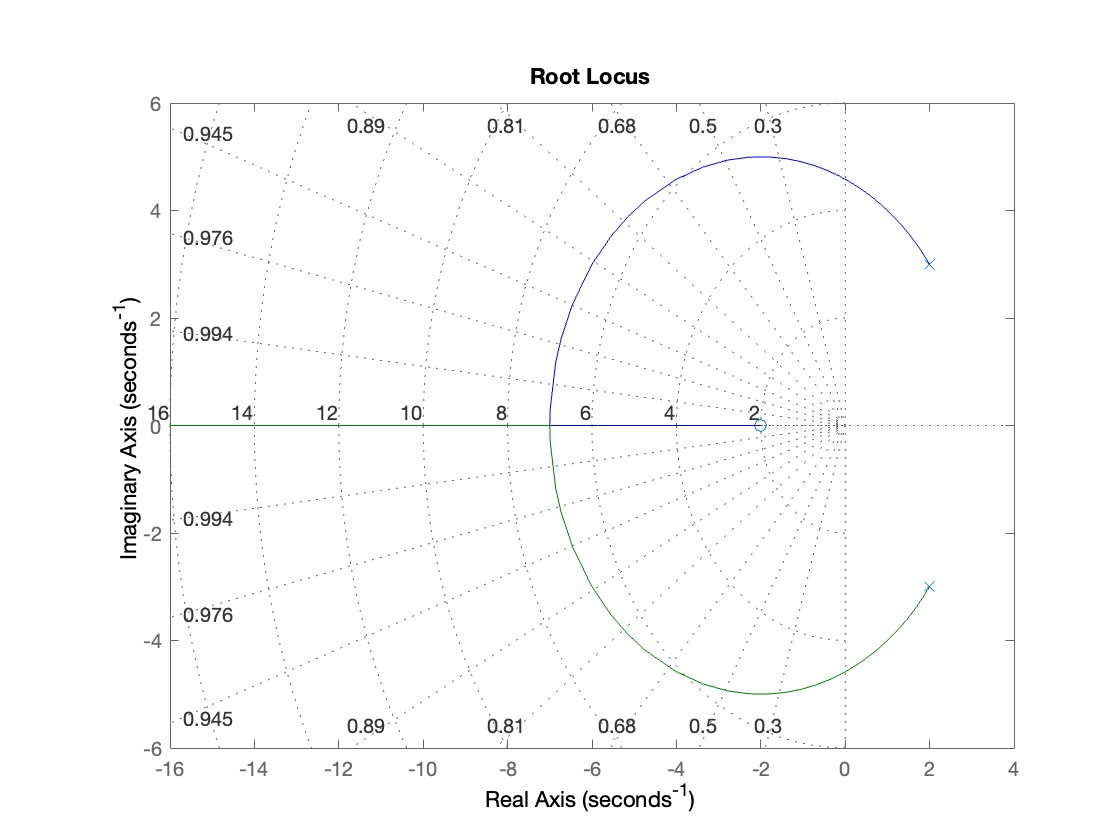 Root Locus
6
0.945 0.89 0.81 0.68 0.5 0.3
4
0.976
2
0.994
16 14 12 10 8 6 4 2
0
0.994
-2
0.976
-4
0.945 0.89 0.81 0.68 0.5 0.3
-6
-16 -14 -12 -10 -8 -6 -4 -2 0 2 4
Real Axis (seconds⁻¹)
Imaginary Axis (seconds⁻¹)